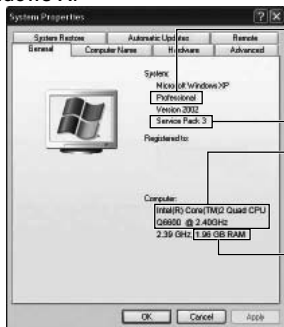 System Properties
System Restore Automatic Updates Remote
General Computer Name Hardware Advanced
System:
Microsoft Windows XP
Professional
Version 2002
Service Pack 3
Registered to:
Computer:
Intel(R) Core(TM)2 Quad CPU
Q6600 @ 2.40GHz
2.39 GHz, 1.96 GB RAM
OK Cancel Apply